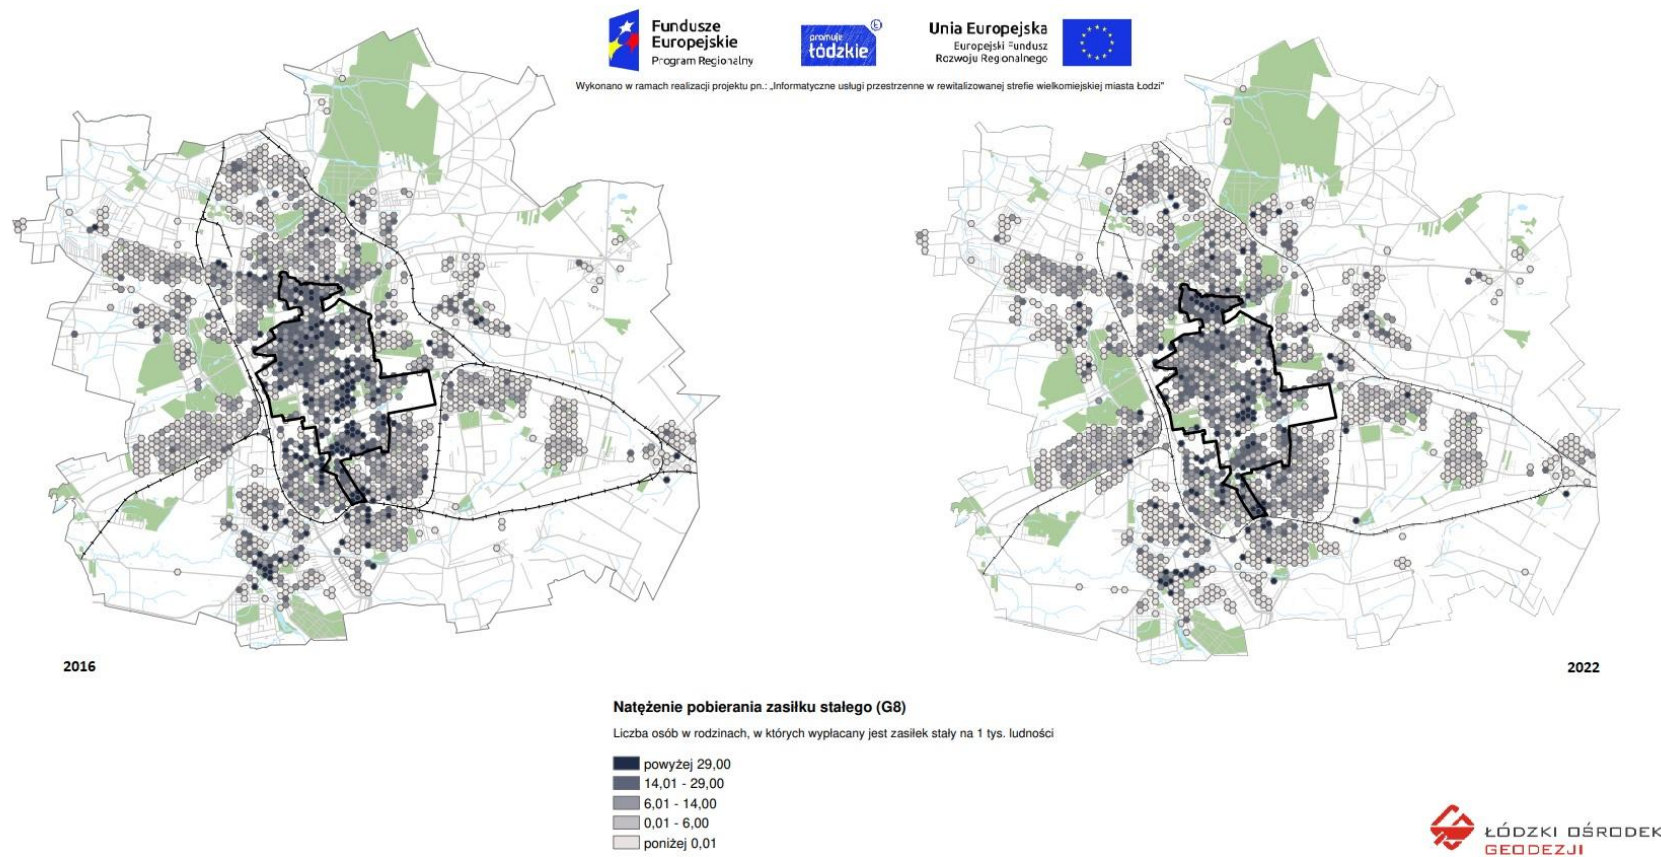 Fundusze
Europejskie
Program Regionalny
promuje
łódzkie
Unia Europejska
Europejski Fundusz
Rozwoju Regionalnego
Wykonano w ramach realizacji projektu pn.: „Informatyczne usługi przestrzenne w rewitalizowanej strefie wielkomiejskiej miasta Łodzi"
2016
2022
Natężenie pobierania zasiłku stałego (G8)
Liczba osób w rodzinach, w których wypłacany jest zasiłek stały na 1 tys. ludności
powyżej 29,00
14,01 - 29,00
6,01 - 14,00
0,01 - 6,00
poniżej 0,01
ŁÓDZKI OŚRODEK
GEODEZJI